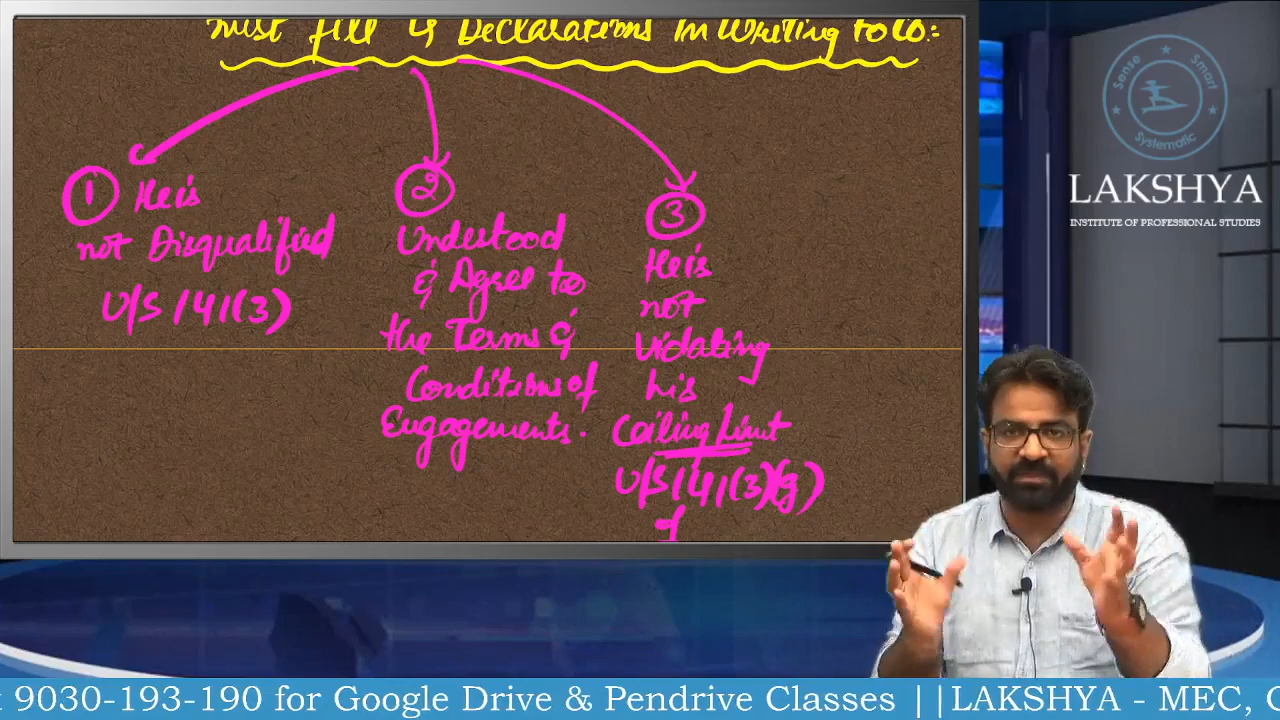 must fill 4 Declarations in Writing to Co:-
① He is
not Disqualified
U/S 141(3)
②
Understood
& Agree to
the Terms &
Conditions of
Engagements.
③
He is
not
Violating
his
Ceiling Limit
U/S 141(3)(g)
of
Sense
Smart
Systematic
LAKSHYA
INSTITUTE OF PROFESSIONAL STUDIES
9030-193-190 for Google Drive & Pendrive Classes ||LAKSHYA - MEC, C